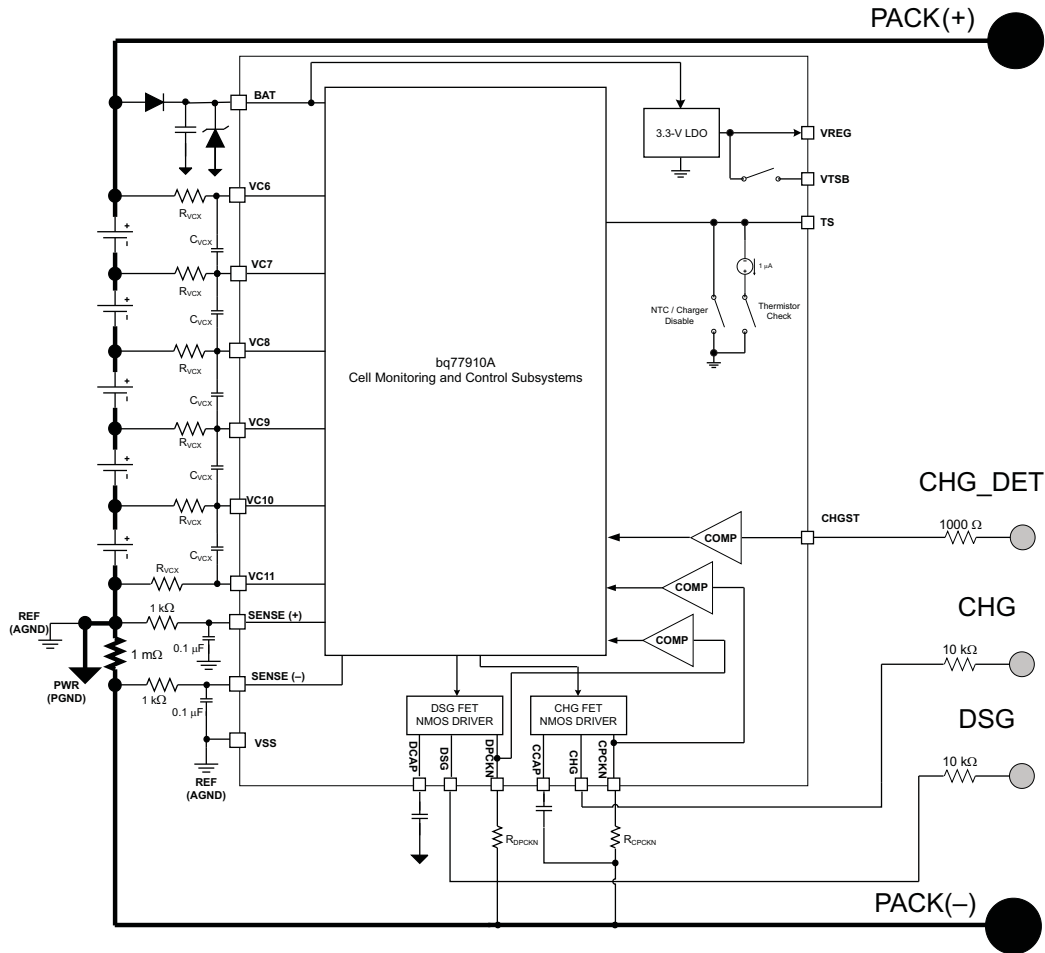 PACK(+)
BAT
3.3-V LDO
VREG
VTSB
VC6
R_VCX
C_VCX
TS
+
VC7
R_VCX
C_VCX
1 µA
NTC / Charger
Disable
Thermistor
Check
+
VC8
R_VCX
C_VCX
bq77910A
Cell Monitoring and Control Subsystems
+
VC9
R_VCX
C_VCX
+
VC10
R_VCX
C_VCX
CHG_DET
CHGST
1000 Ω
COMP
+
R_VCX
VC11
COMP
CHG
REF
(AGND)
1 kΩ
SENSE (+)
0.1 µF
COMP
10 kΩ
1 mΩ
PWR
(PGND)
1 kΩ
SENSE (–)
0.1 µF
DSG FET
NMOS DRIVER
CHG FET
NMOS DRIVER
DSG
VSS
DCAP
DSG
DPCKN
CCAP
CHG
CPCKN
10 kΩ
REF
(AGND)
R_DPCKN
R_CPCKN
PACK(–)